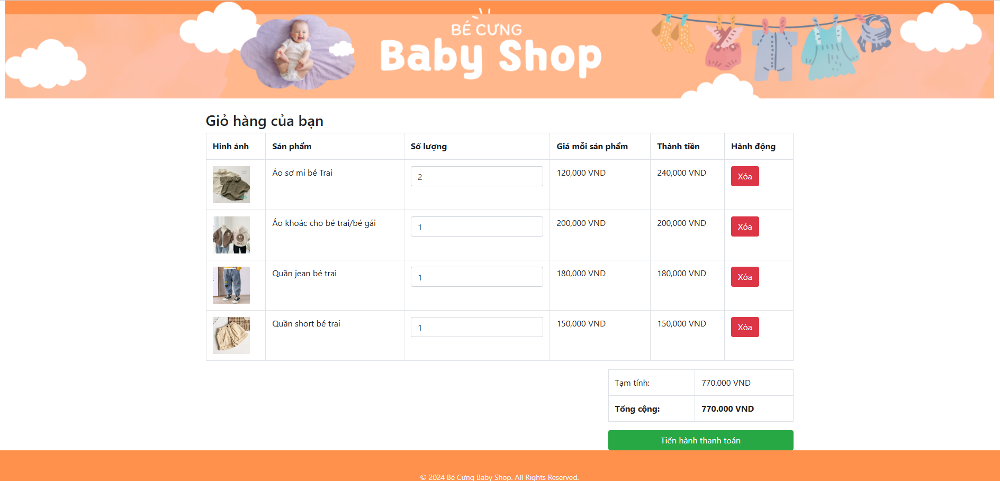 BÉ CƯNG
Baby Shop
Giỏ hàng của bạn
Hình ảnh Sản phẩm Số lượng Giá mỗi sản phẩm Thành tiền Hành động
Áo sơ mi bé Trai 2 120,000 VND 240,000 VND Xóa
Áo khoác cho bé trai/bé gái 1 200,000 VND 200,000 VND Xóa
Quần jean bé trai 1 180,000 VND 180,000 VND Xóa
Quần short bé trai 1 150,000 VND 150,000 VND Xóa
Tạm tính: 770.000 VND
Tổng cộng: 770.000 VND
Tiến hành thanh toán
© 2024 Bé Cưng Baby Shop. All Rights Reserved.